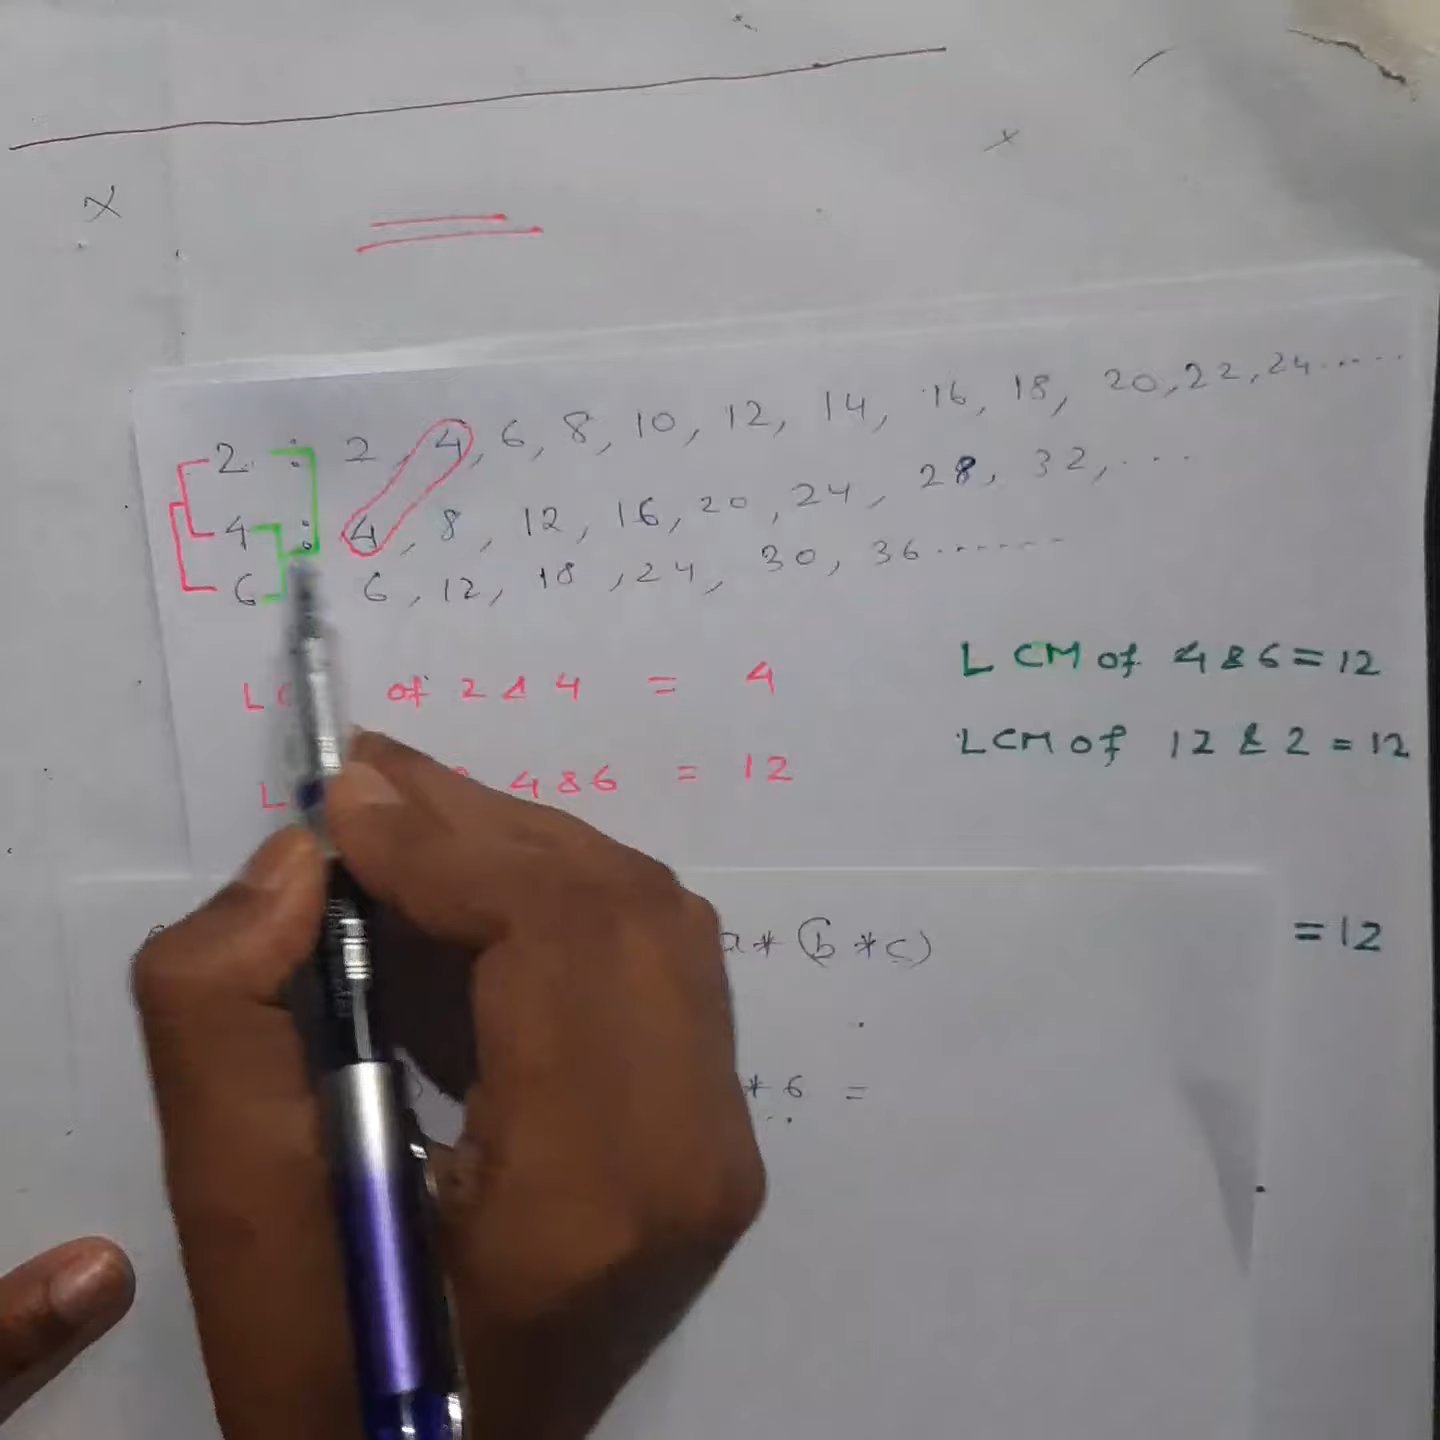 2 : 2, 4, 6, 8, 10, 12, 14, 16, 18, 20, 22, 24.....
4 : 4, 8, 12, 16, 20, 24, 28, 32, ...
6 6, 12, 18, 24, 30, 36.......
of 2 & 4 = 4
4 & 6 = 12
LCM of 4 & 6 = 12
LCM of 12 & 2 = 12
= 12
a * (b * c)
* 6 =